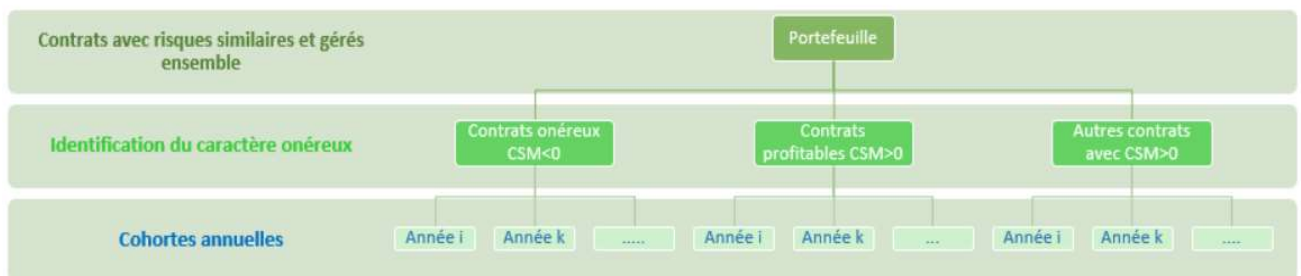 Contrats avec risques similaires et gérés
ensemble
Portefeuille
Identification du caractère onéreux
Contrats onéreux
CSM<0
Contrats
profitables CSM>0
Autres contrats
avec CSM>0
Cohortes annuelles
Année i
Année k
.....
Année i
Année k
...
Année i
Année k
....